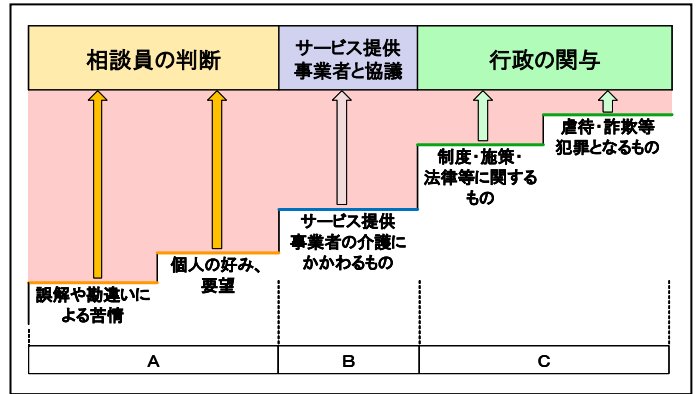 相談員の判断
サービス提供
事業者と協議
行政の関与
虐待・詐欺等
犯罪となるもの
制度・施策・
法律等に関する
もの
サービス提供
事業者の介護に
かかわるもの
個人の好み、
要望
誤解や勘違いに
よる苦情
A
B
C